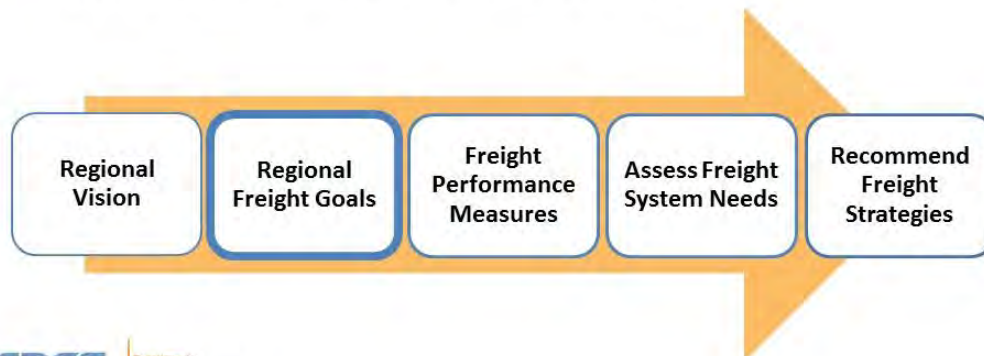 Regional
Vision
Regional
Freight Goals
Freight
Performance
Measures
Assess Freight
System Needs
Recommend
Freight
Strategies